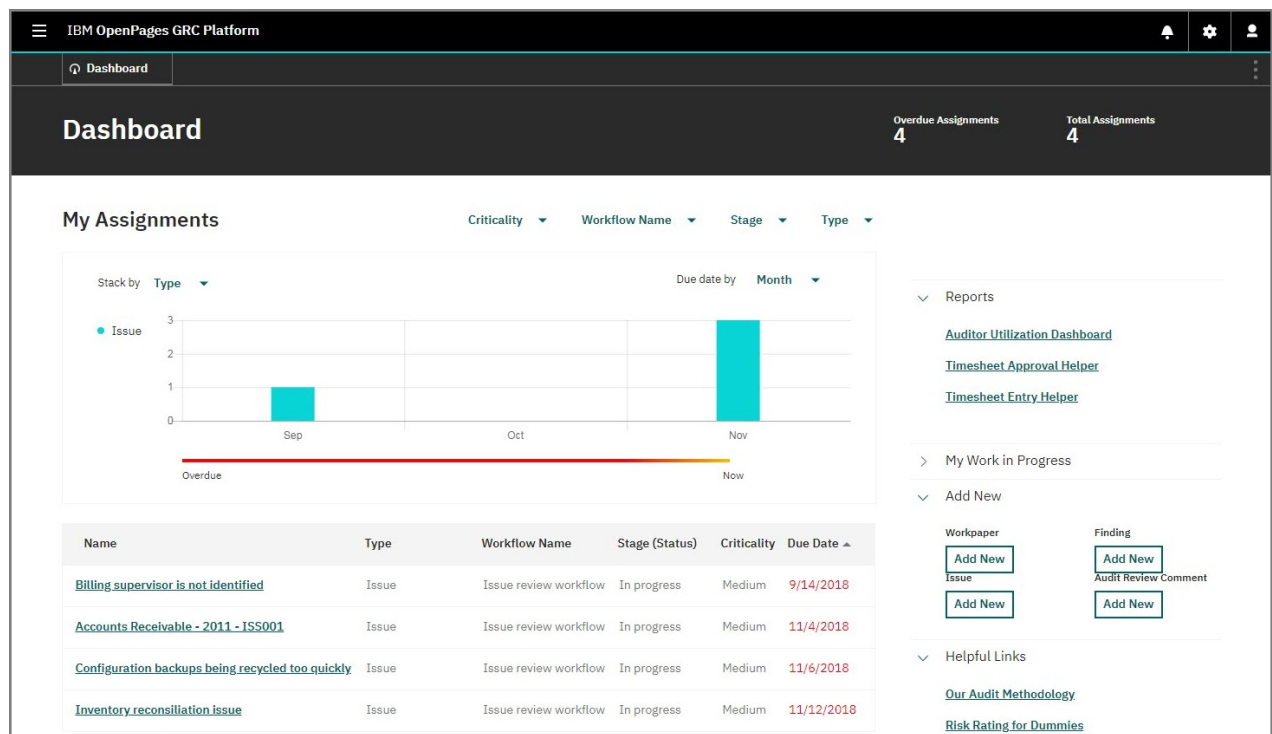 IBM OpenPages GRC Platform
Dashboard
Dashboard
Overdue Assignments
4
Total Assignments
4
My Assignments
Criticality Workflow Name Stage Type
Stack by Type
Due date by Month
Issue
3
2
1
0
Sep Oct Nov
Overdue Now
Name Type Workflow Name Stage (Status) Criticality Due Date
Billing supervisor is not identified Issue Issue review workflow In progress Medium 9/14/2018
Accounts Receivable - 2011 - ISS001 Issue Issue review workflow In progress Medium 11/4/2018
Configuration backups being recycled too quickly Issue Issue review workflow In progress Medium 11/6/2018
Inventory reconsiliation issue Issue Issue review workflow In progress Medium 11/12/2018
Reports
Auditor Utilization Dashboard
Timesheet Approval Helper
Timesheet Entry Helper
My Work in Progress
Add New
Workpaper Finding
Add New Add New
Issue Audit Review Comment
Add New Add New
Helpful Links
Our Audit Methodology
Risk Rating for Dummies